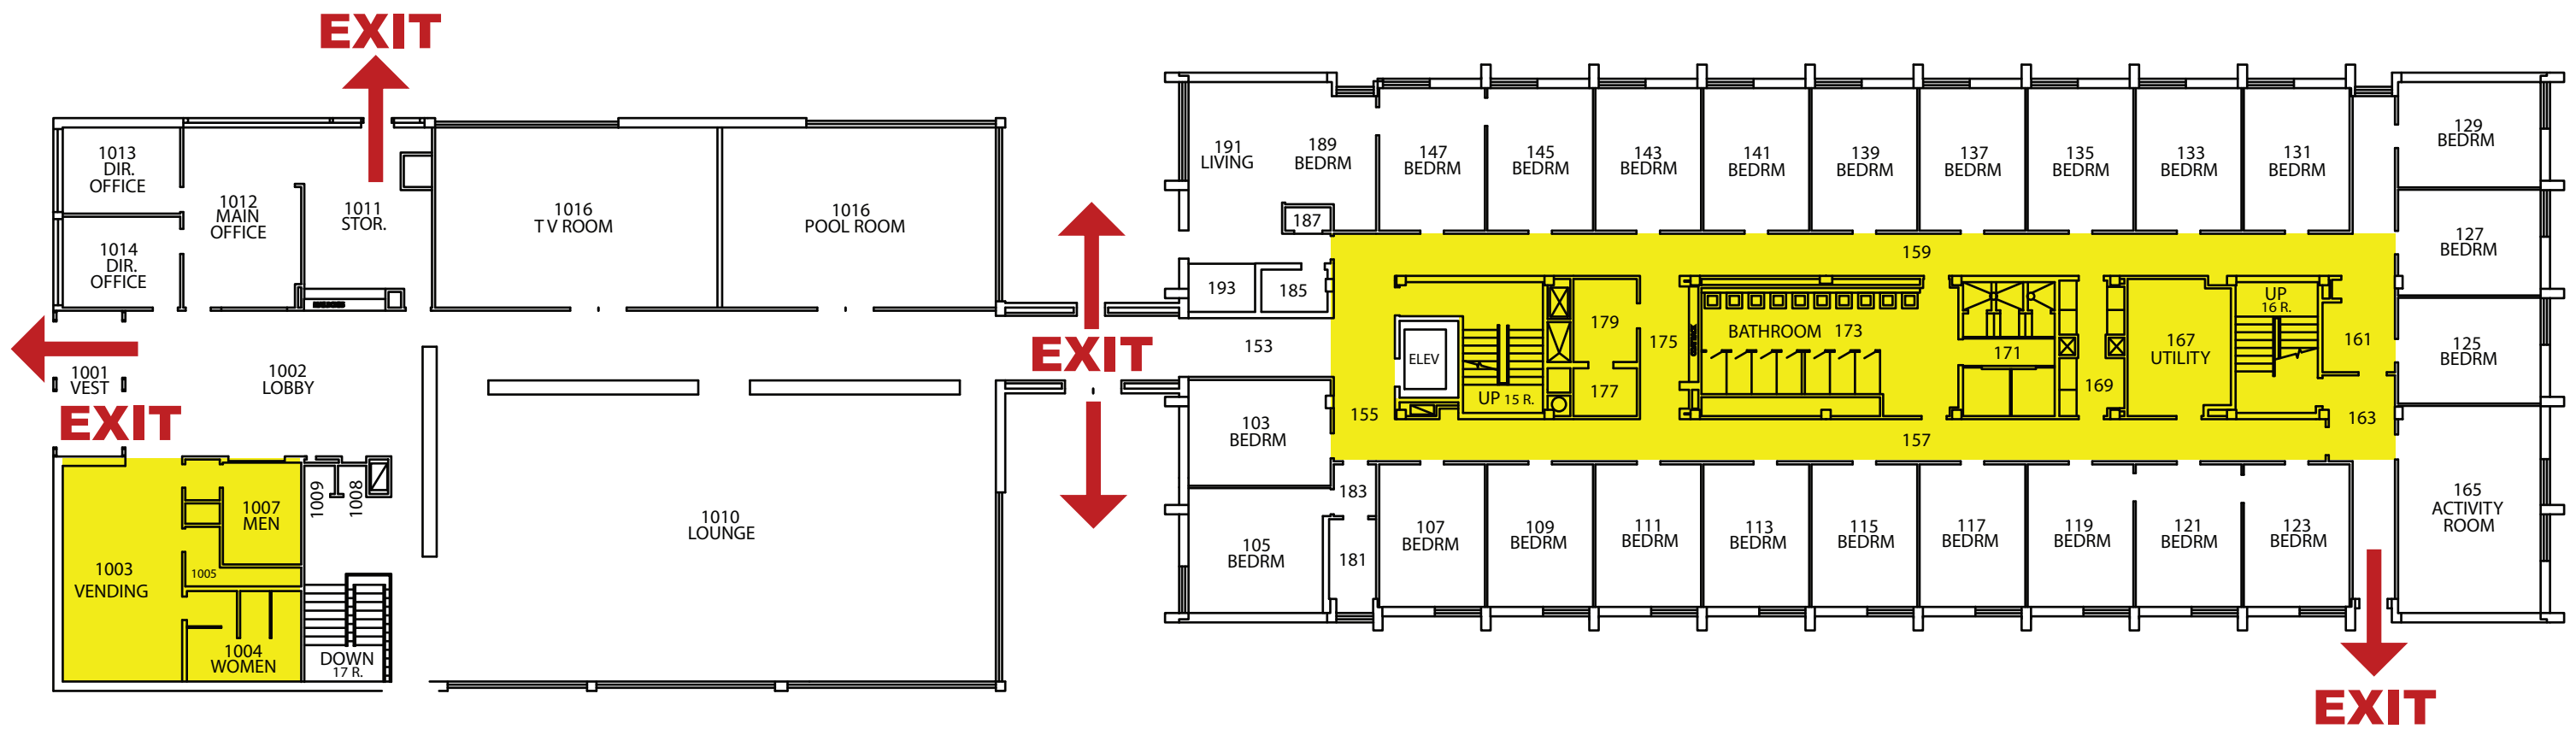 EXIT
1013
DIR.
OFFICE
1014
DIR.
OFFICE
1012
MAIN
OFFICE
1011
STOR.
1016
T V ROOM
1016
POOL ROOM
1001
VEST
EXIT
1002
LOBBY
1003
VENDING
1007
MEN
1005
1004
WOMEN
1009
1008
DOWN
17 R.
1010
LOUNGE
EXIT
191
LIVING
189
BEDRM
187
193
185
153
147
BEDRM
145
BEDRM
143
BEDRM
141
BEDRM
139
BEDRM
137
BEDRM
135
BEDRM
133
BEDRM
131
BEDRM
129
BEDRM
127
BEDRM
125
BEDRM
159
ELEV
UP 15 R.
179
177
175
BATHROOM 173
171
169
167
UTILITY
UP
16 R.
161
163
155
157
103
BEDRM
105
BEDRM
183
181
107
BEDRM
109
BEDRM
111
BEDRM
113
BEDRM
115
BEDRM
117
BEDRM
119
BEDRM
121
BEDRM
123
BEDRM
165
ACTIVITY
ROOM
EXIT